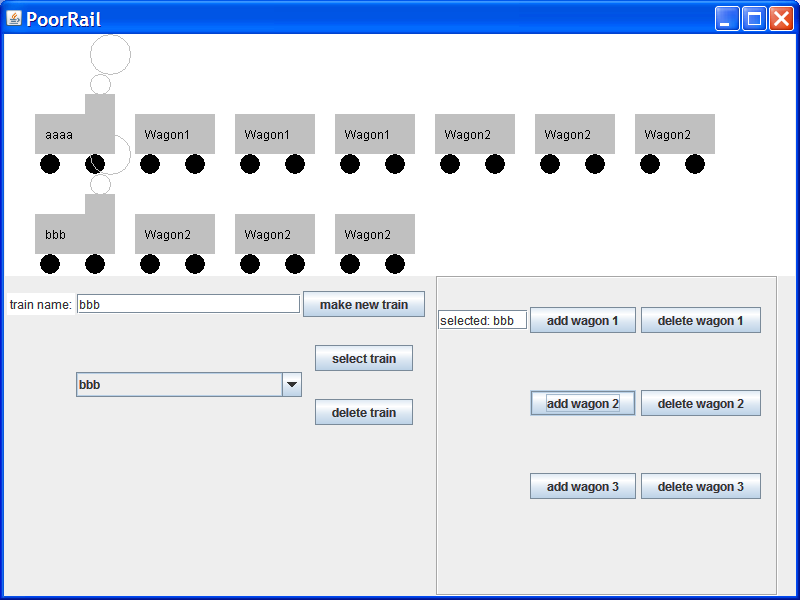 PoorRail
aaaa Wagon1 Wagon1 Wagon1 Wagon2 Wagon2 Wagon2
bbb Wagon2 Wagon2 Wagon2
train name: bbb make new train
selected: bbb add wagon 1 delete wagon 1
select train
bbb
add wagon 2 delete wagon 2
delete train
add wagon 3 delete wagon 3